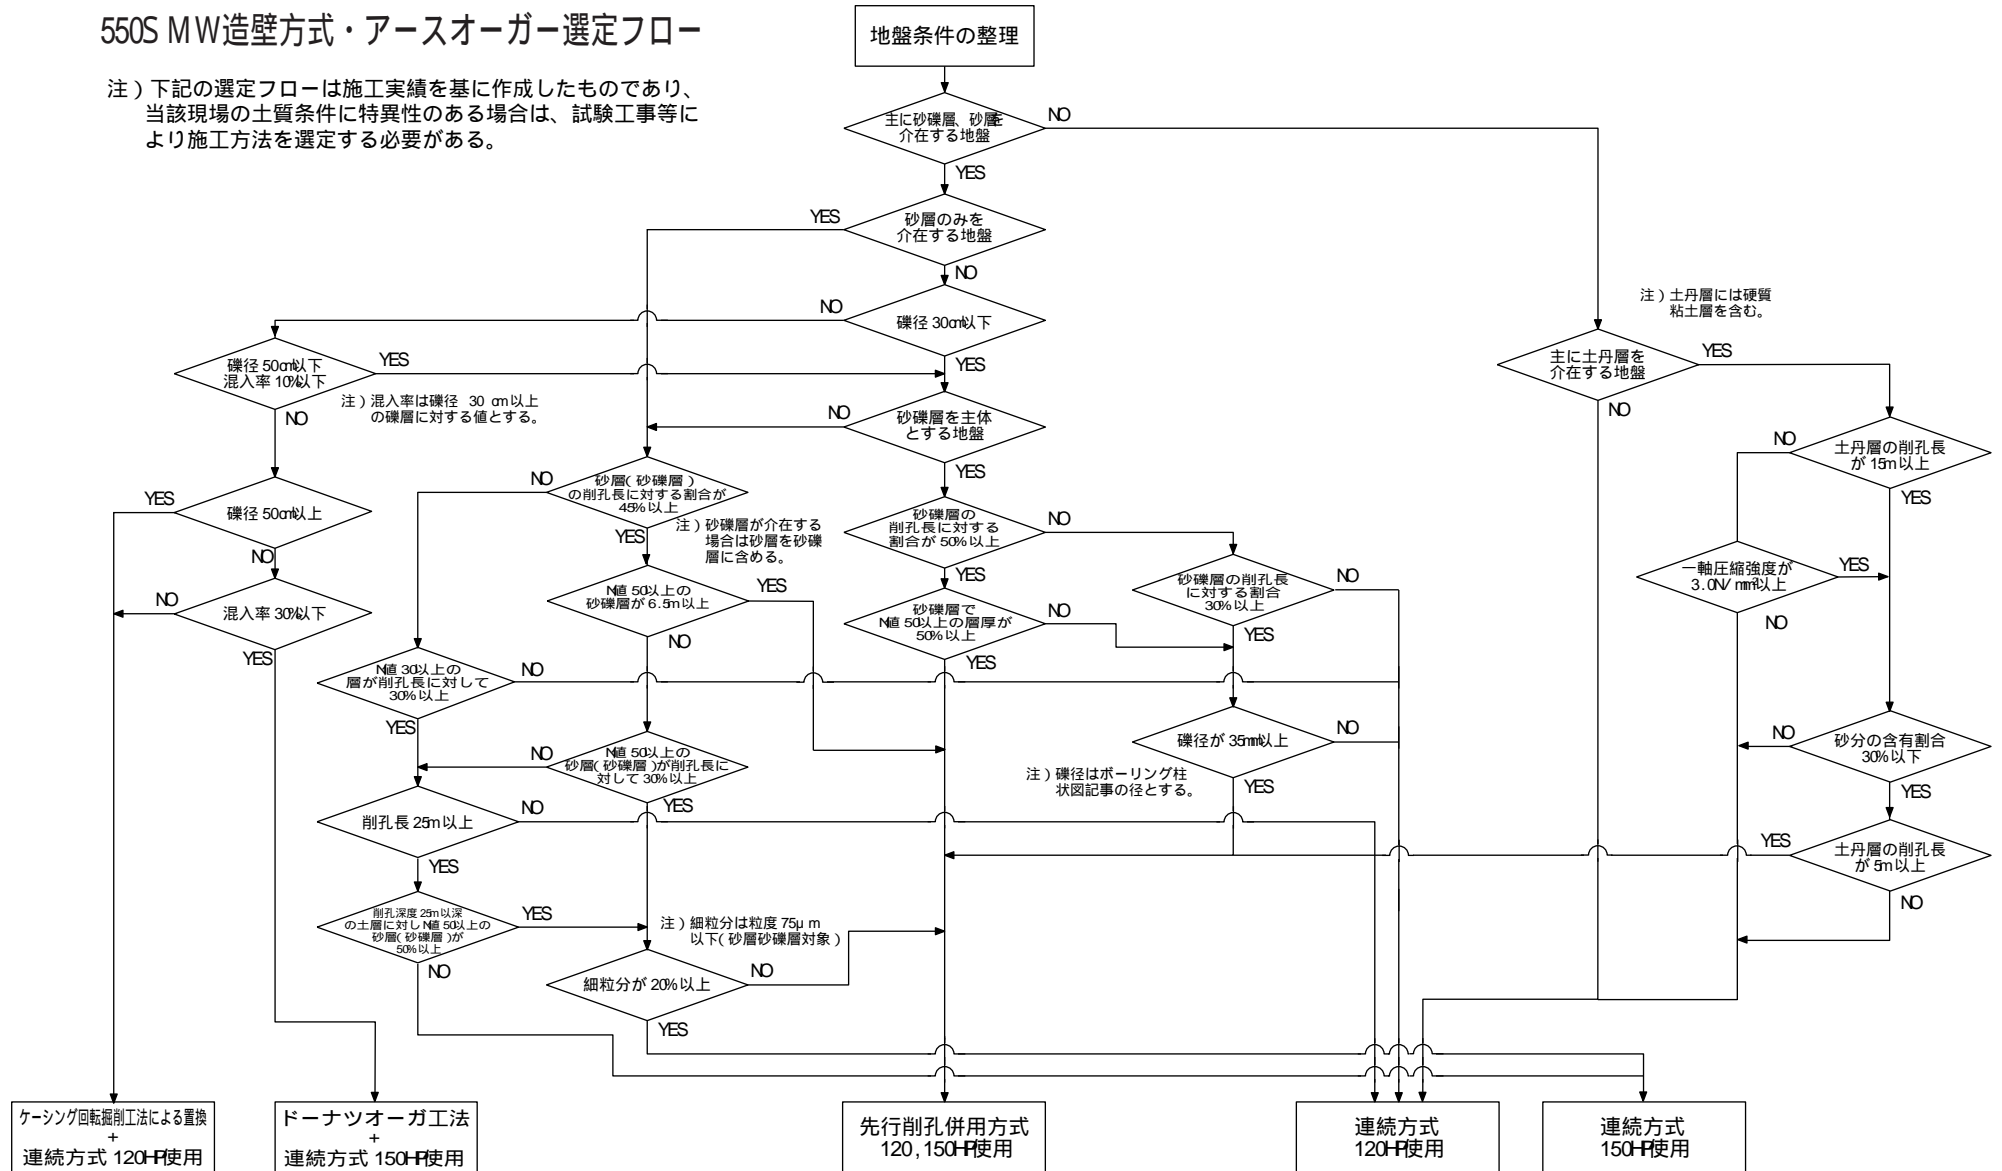 550S MW造壁方式・アースオーガー選定フロー
注）下記の選定フローは施工実績を基に作成したものであり、
当該現場の土質条件に特異性のある場合は、試験工事等に
より施工方法を選定する必要がある。
地盤条件の整理
主に砂礫層、砂層を
介在する地盤
NO
YES
砂層のみを
介在する地盤
YES
NO
礫径 30cm以下
NO
YES
礫径 50cm以下
混入率 10%以下
YES
NO
注）混入率は礫径 30 cm以上
の礫層に対する値とする。
砂礫層を主体
とする地盤
NO
YES
注）土丹層には硬質
粘土層を含む。
主に土丹層を
介在する地盤
YES
NO
土丹層の削孔長
が 15m以上
NO
YES
礫径 50cm以上
YES
NO
砂層(砂礫層)
の削孔長に対する割合が
45%以上
NO
YES
注）砂礫層が介在する
場合は砂層を砂礫
層に含める。
砂礫層の
削孔長に対する
割合が 50%以上
NO
YES
混入率 30%以下
NO
YES
N値 50以上の
砂礫層が 6.5m以上
YES
NO
砂礫層で
N値 50以上の層厚が
50%以上
NO
YES
砂礫層の削孔長
に対する割合
30%以上
NO
YES
一軸圧縮強度が
3.0N/mm²以上
YES
NO
N値 30以上の
層が削孔長に対して
30%以上
NO
YES
N値 50以上の
砂層(砂礫層)が削孔長に
対して 30%以上
NO
YES
礫径が 35mm以上
NO
YES
注）礫径はボーリング柱
状図記事の径とする。
砂分の含有割合
30%以下
NO
YES
削孔長 25m以上
NO
YES
土丹層の削孔長
が 5m以上
YES
NO
削孔深度 25m以深
の土層に対しN値 50以上の
砂層(砂礫層)が
50%以上
YES
NO
注）細粒分は粒度 75μm
以下(砂層砂礫層対象)
細粒分が 20%以上
NO
YES
ケーシング回転掘削工法による置換
+
連続方式 120HP使用
ドーナツオーガ工法
+
連続方式 150HP使用
先行削孔併用方式
120,150HP使用
連続方式
120HP使用
連続方式
150HP使用